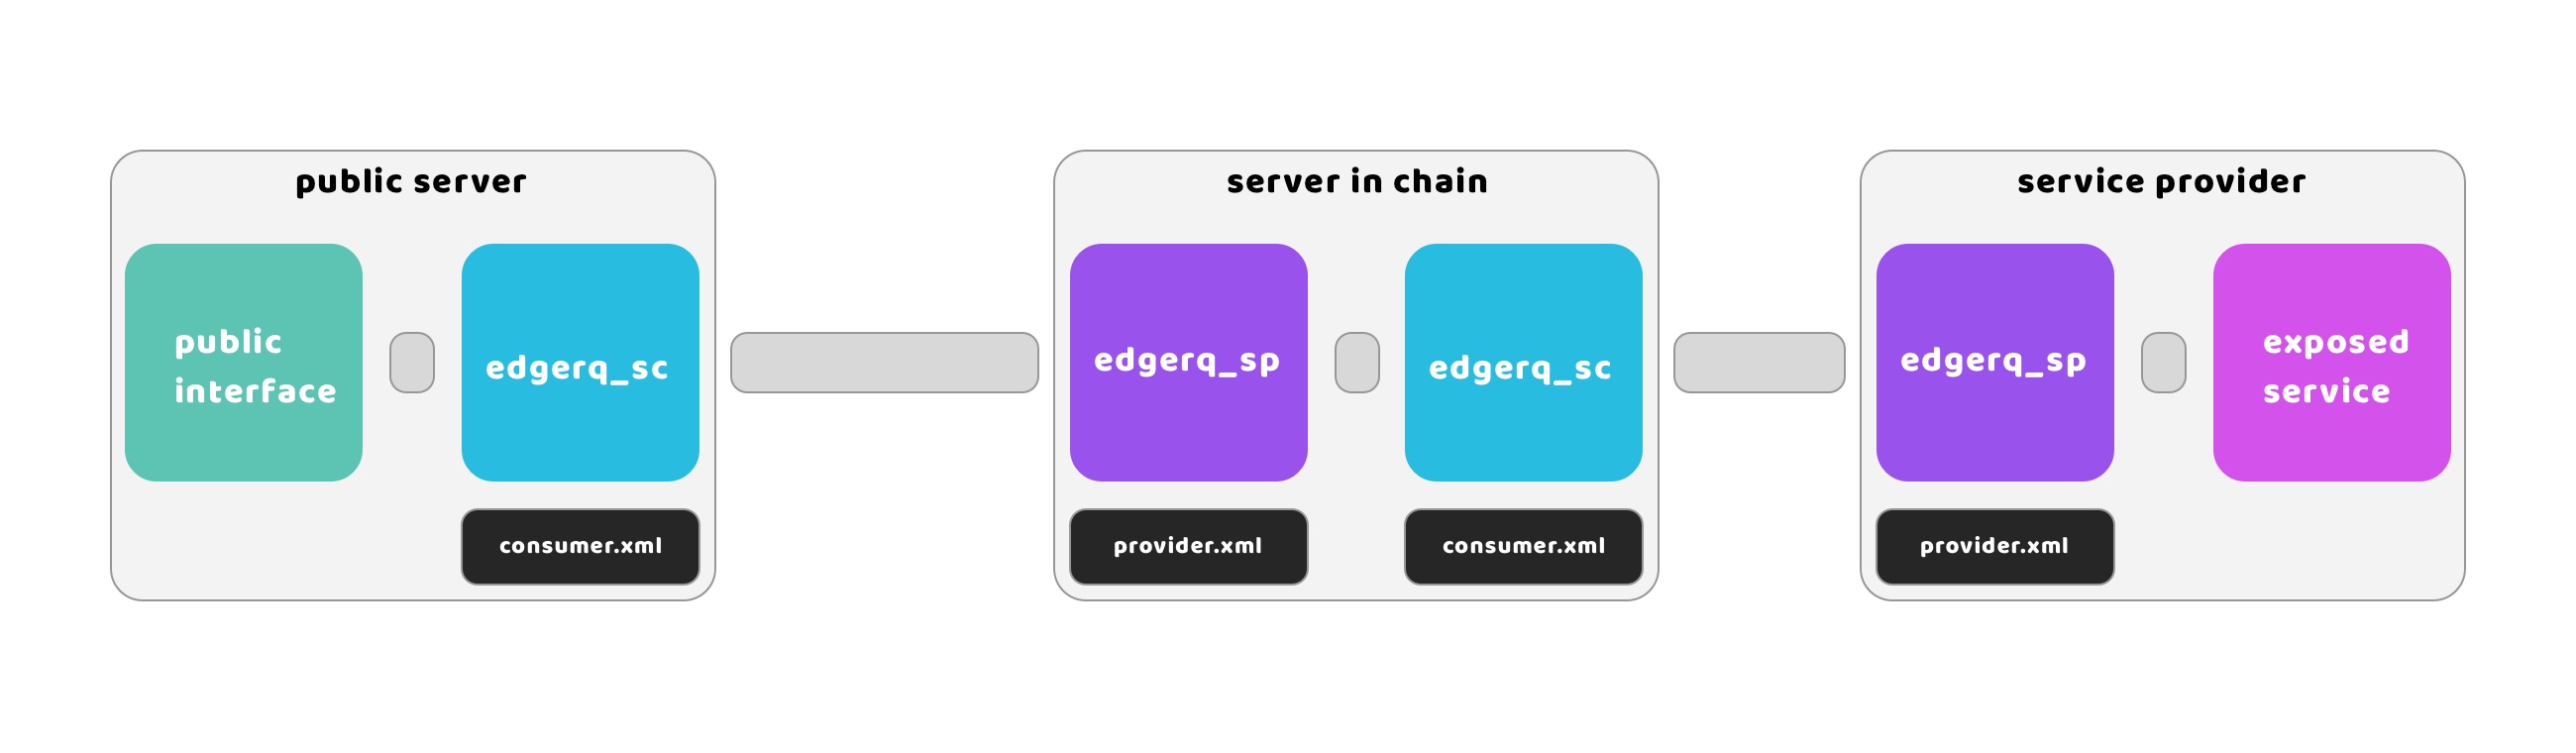 public server
public
interface
edgerq_sc
consumer.xml
server in chain
edgerq_sp
edgerq_sc
provider.xml
consumer.xml
service provider
edgerq_sp
exposed
service
provider.xml